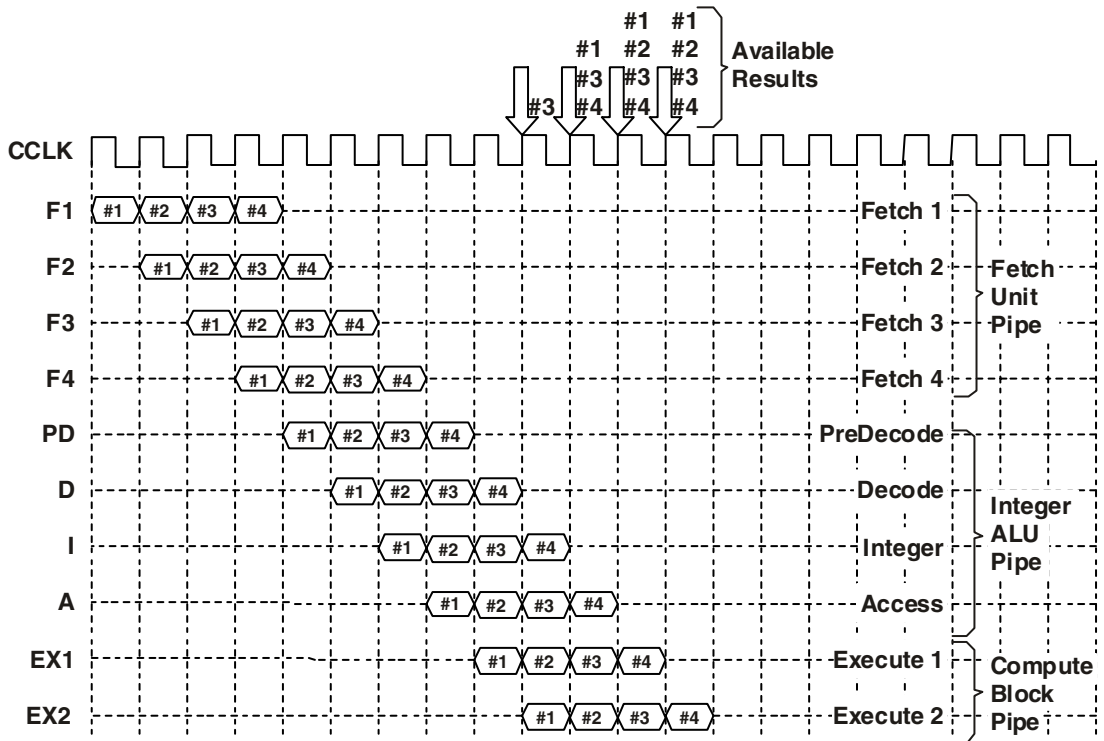 #1 #1
#1 #2 #2 Available
#3 #3 #3 Results
#3 #4 #4 #4
CCLK
F1 #1 #2 #3 #4 Fetch 1
F2 #1 #2 #3 #4 Fetch 2 Fetch
Unit
F3 #1 #2 #3 #4 Fetch 3 Pipe
F4 #1 #2 #3 #4 Fetch 4
PD #1 #2 #3 #4 PreDecode
D #1 #2 #3 #4 Decode
Integer
I #1 #2 #3 #4 Integer ALU
Pipe
A #1 #2 #3 #4 Access
EX1 #1 #2 #3 #4 Execute 1 Compute
Block
EX2 #1 #2 #3 #4 Execute 2 Pipe